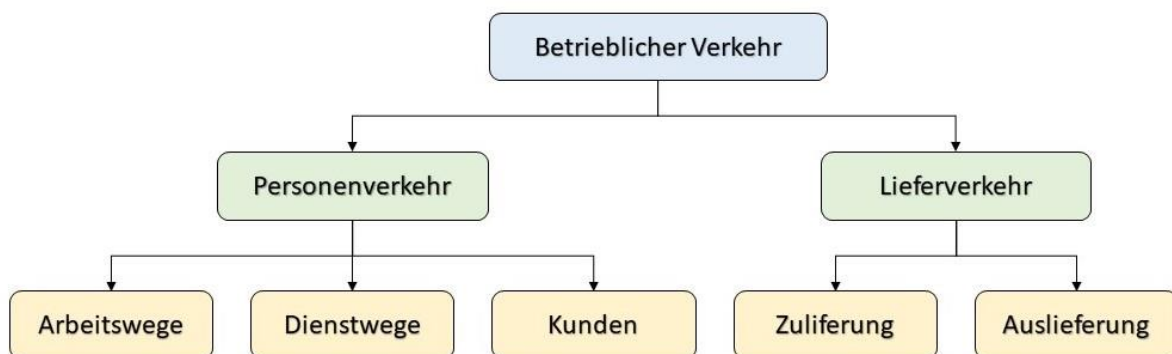 Betrieblicher Verkehr
Personenverkehr
Lieferverkehr
Arbeitswege
Dienstwege
Kunden
Zuliferung
Auslieferung